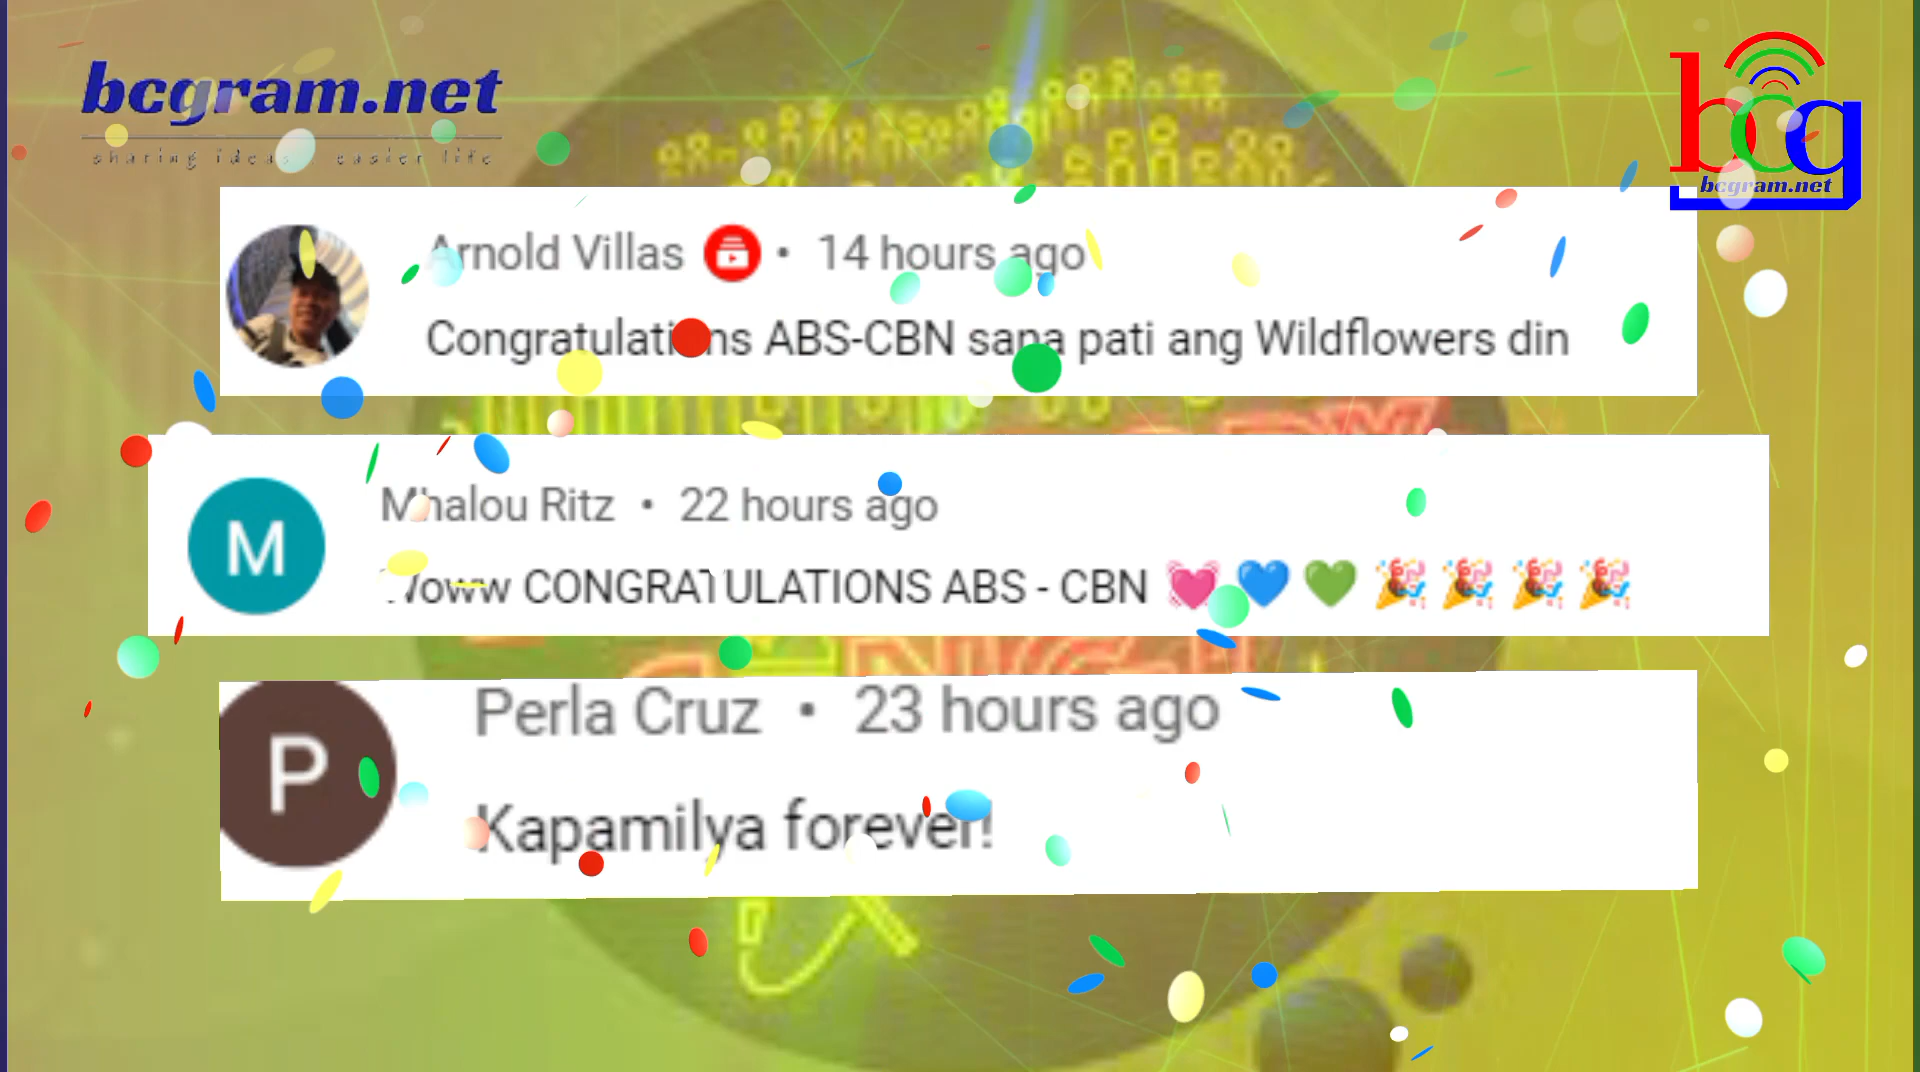 bcgram.net
sharing ideas, easier life
bcg
bcgram.net
Arnold Villas • 14 hours ago
Congratulations ABS-CBN sana pati ang Wildflowers din
M
Mhalou Ritz • 22 hours ago
Woww CONGRATULATIONS ABS - CBN 💓💙💚🎉🎉🎉🎉
P
Perla Cruz • 23 hours ago
Kapamilya forever!